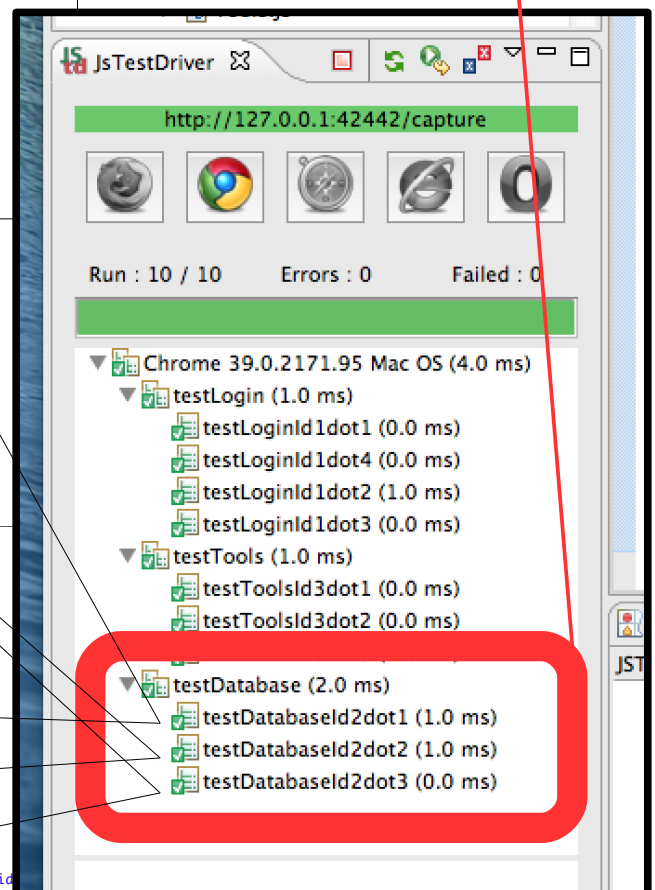 JsTestDriver
http://127.0.0.1:42442/capture
Run : 10 / 10 Errors : 0 Failed : 0
Chrome 39.0.2171.95 Mac OS (4.0 ms)
testLogin (1.0 ms)
testLoginId1dot1 (0.0 ms)
testLoginId1dot4 (0.0 ms)
testLoginId1dot2 (1.0 ms)
testLoginId1dot3 (0.0 ms)
testTools (1.0 ms)
testToolsId3dot1 (0.0 ms)
testToolsId3dot2 (0.0 ms)
JST
testDatabase (2.0 ms)
testDatabaseId2dot1 (1.0 ms)
testDatabaseId2dot2 (1.0 ms)
testDatabaseId2dot3 (0.0 ms)
id